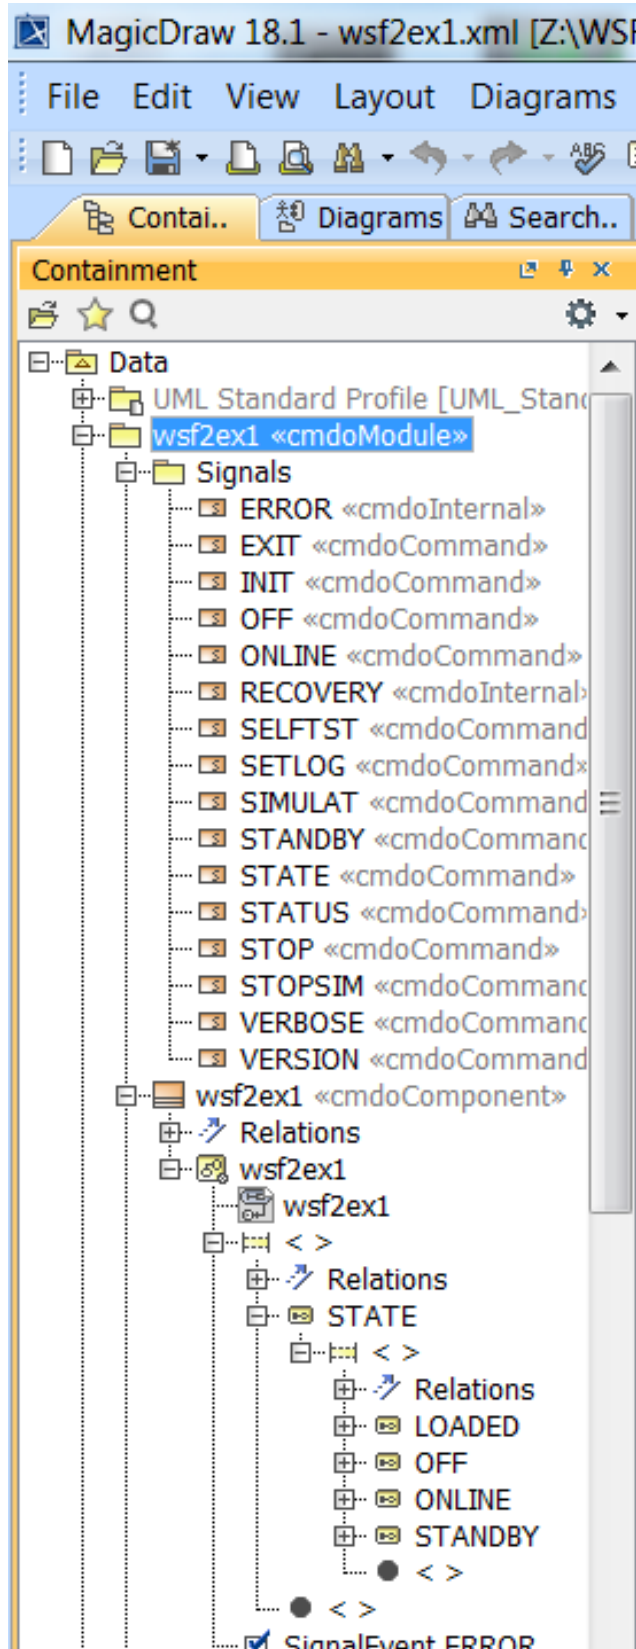 MagicDraw 18.1 - wsf2ex1.xml [Z:\WSF
File Edit View Layout Diagrams
ABC
Contai.. Diagrams Search..
Containment
Data
UML Standard Profile [UML_Stand
wsf2ex1 «cmdoModule»
Signals
S ERROR «cmdoInternal»
S EXIT «cmdoCommand»
S INIT «cmdoCommand»
S OFF «cmdoCommand»
S ONLINE «cmdoCommand»
S RECOVERY «cmdoInternal»
S SELFTST «cmdoCommand
S SETLOG «cmdoCommand»
S SIMULAT «cmdoCommand
S STANDBY «cmdoCommand
S STATE «cmdoCommand»
S STATUS «cmdoCommand»
S STOP «cmdoCommand»
S STOPSIM «cmdoCommand
S VERBOSE «cmdoCommand
S VERSION «cmdoCommand
wsf2ex1 «cmdoComponent»
Relations
wsf2ex1
wsf2ex1
< >
Relations
STATE
< >
Relations
LOADED
OFF
ONLINE
STANDBY
< >
< >
SignalEvent ERROR